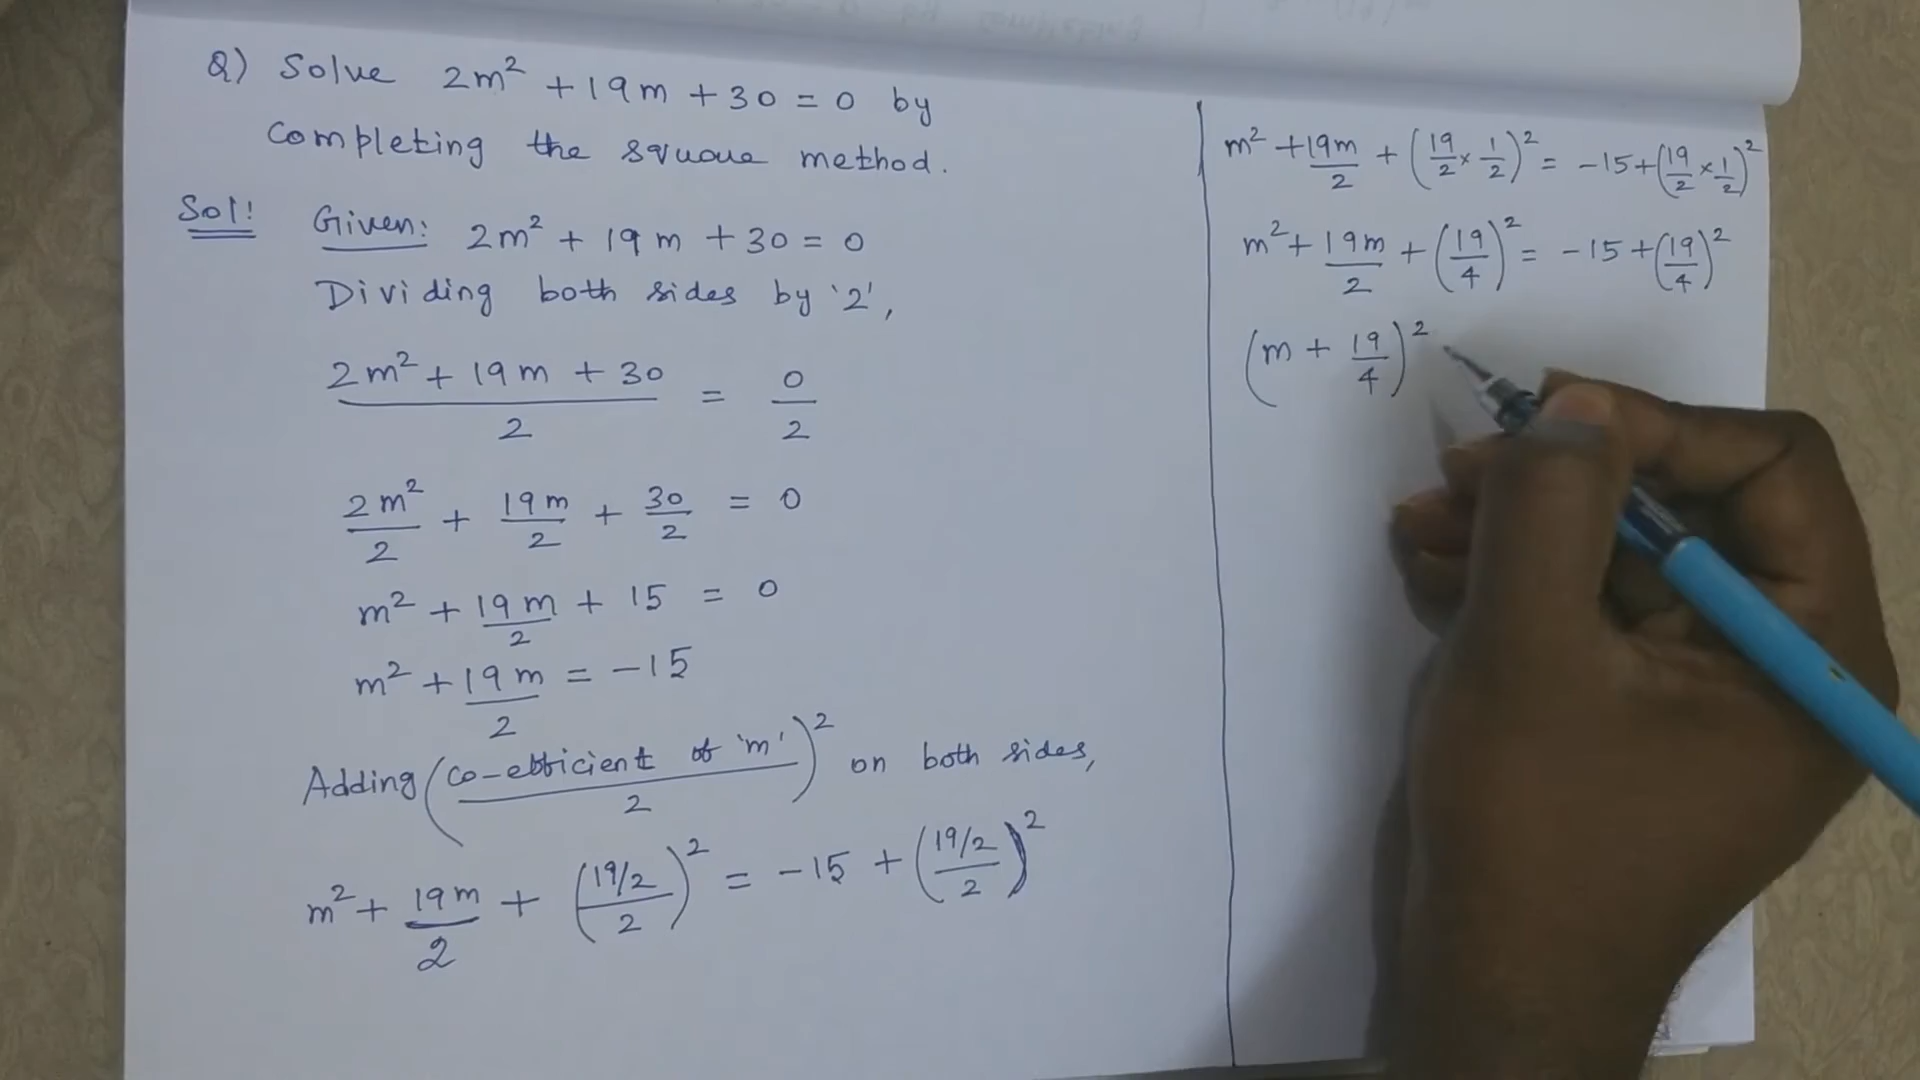 Q) Solve 2m² + 19m + 30 = 0 by
completing the square method.
Sol: Given: 2m² + 19m + 30 = 0
Dividing both sides by '2',
(2m² + 19m + 30)/2 = 0/2
2m²/2 + 19m/2 + 30/2 = 0
m² + 19m/2 + 15 = 0
m² + 19m/2 = -15
Adding (co-efficient of 'm'/2)² on both sides,
m² + 19m/2 + ((19/2)/2)² = -15 + ((19/2)/2)²
m² + 19m/2 + (19/2 × 1/2)² = -15 + (19/2 × 1/2)²
m² + 19m/2 + (19/4)² = -15 + (19/4)²
(m + 19/4)²